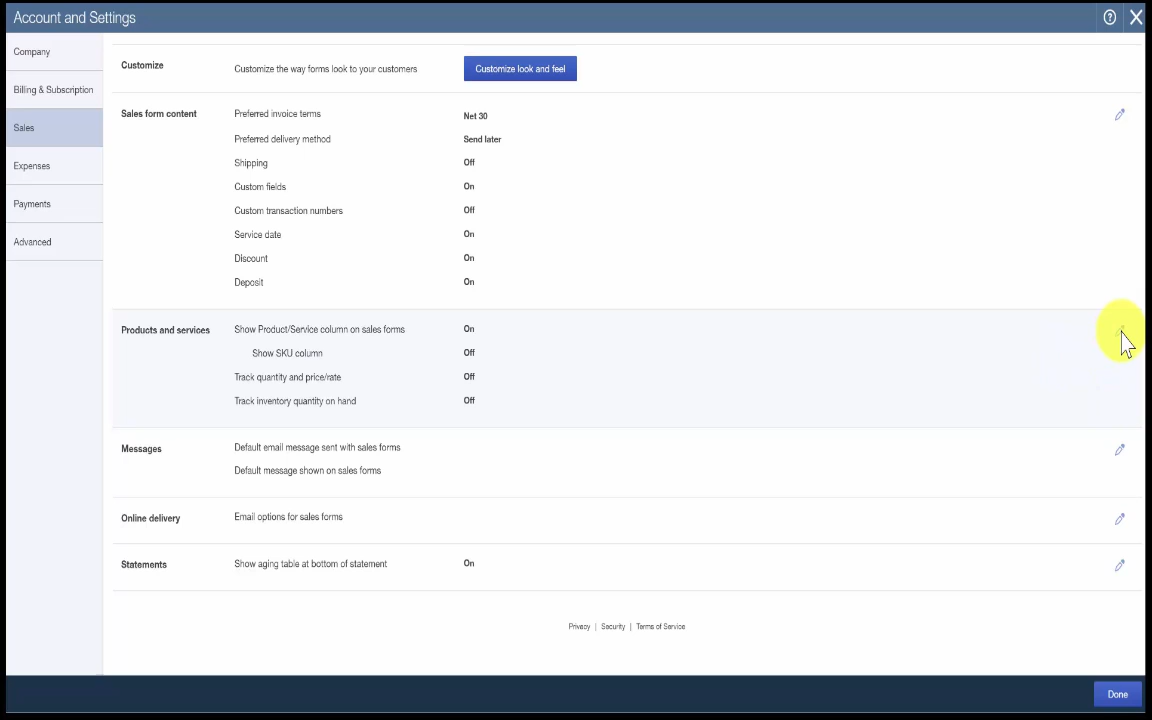 Account and Settings
Company
Billing & Subscription
Sales
Expenses
Payments
Advanced
Customize Customize the way forms look to your customers Customize look and feel
Sales form content Preferred invoice terms Net 30
Preferred delivery method Send later
Shipping Off
Custom fields On
Custom transaction numbers Off
Service date On
Discount On
Deposit On
Products and services Show Product/Service column on sales forms On
Show SKU column Off
Track quantity and price/rate Off
Track inventory quantity on hand Off
Messages Default email message sent with sales forms
Default message shown on sales forms
Online delivery Email options for sales forms
Statements Show aging table at bottom of statement On
Privacy | Security | Terms of Service
Done